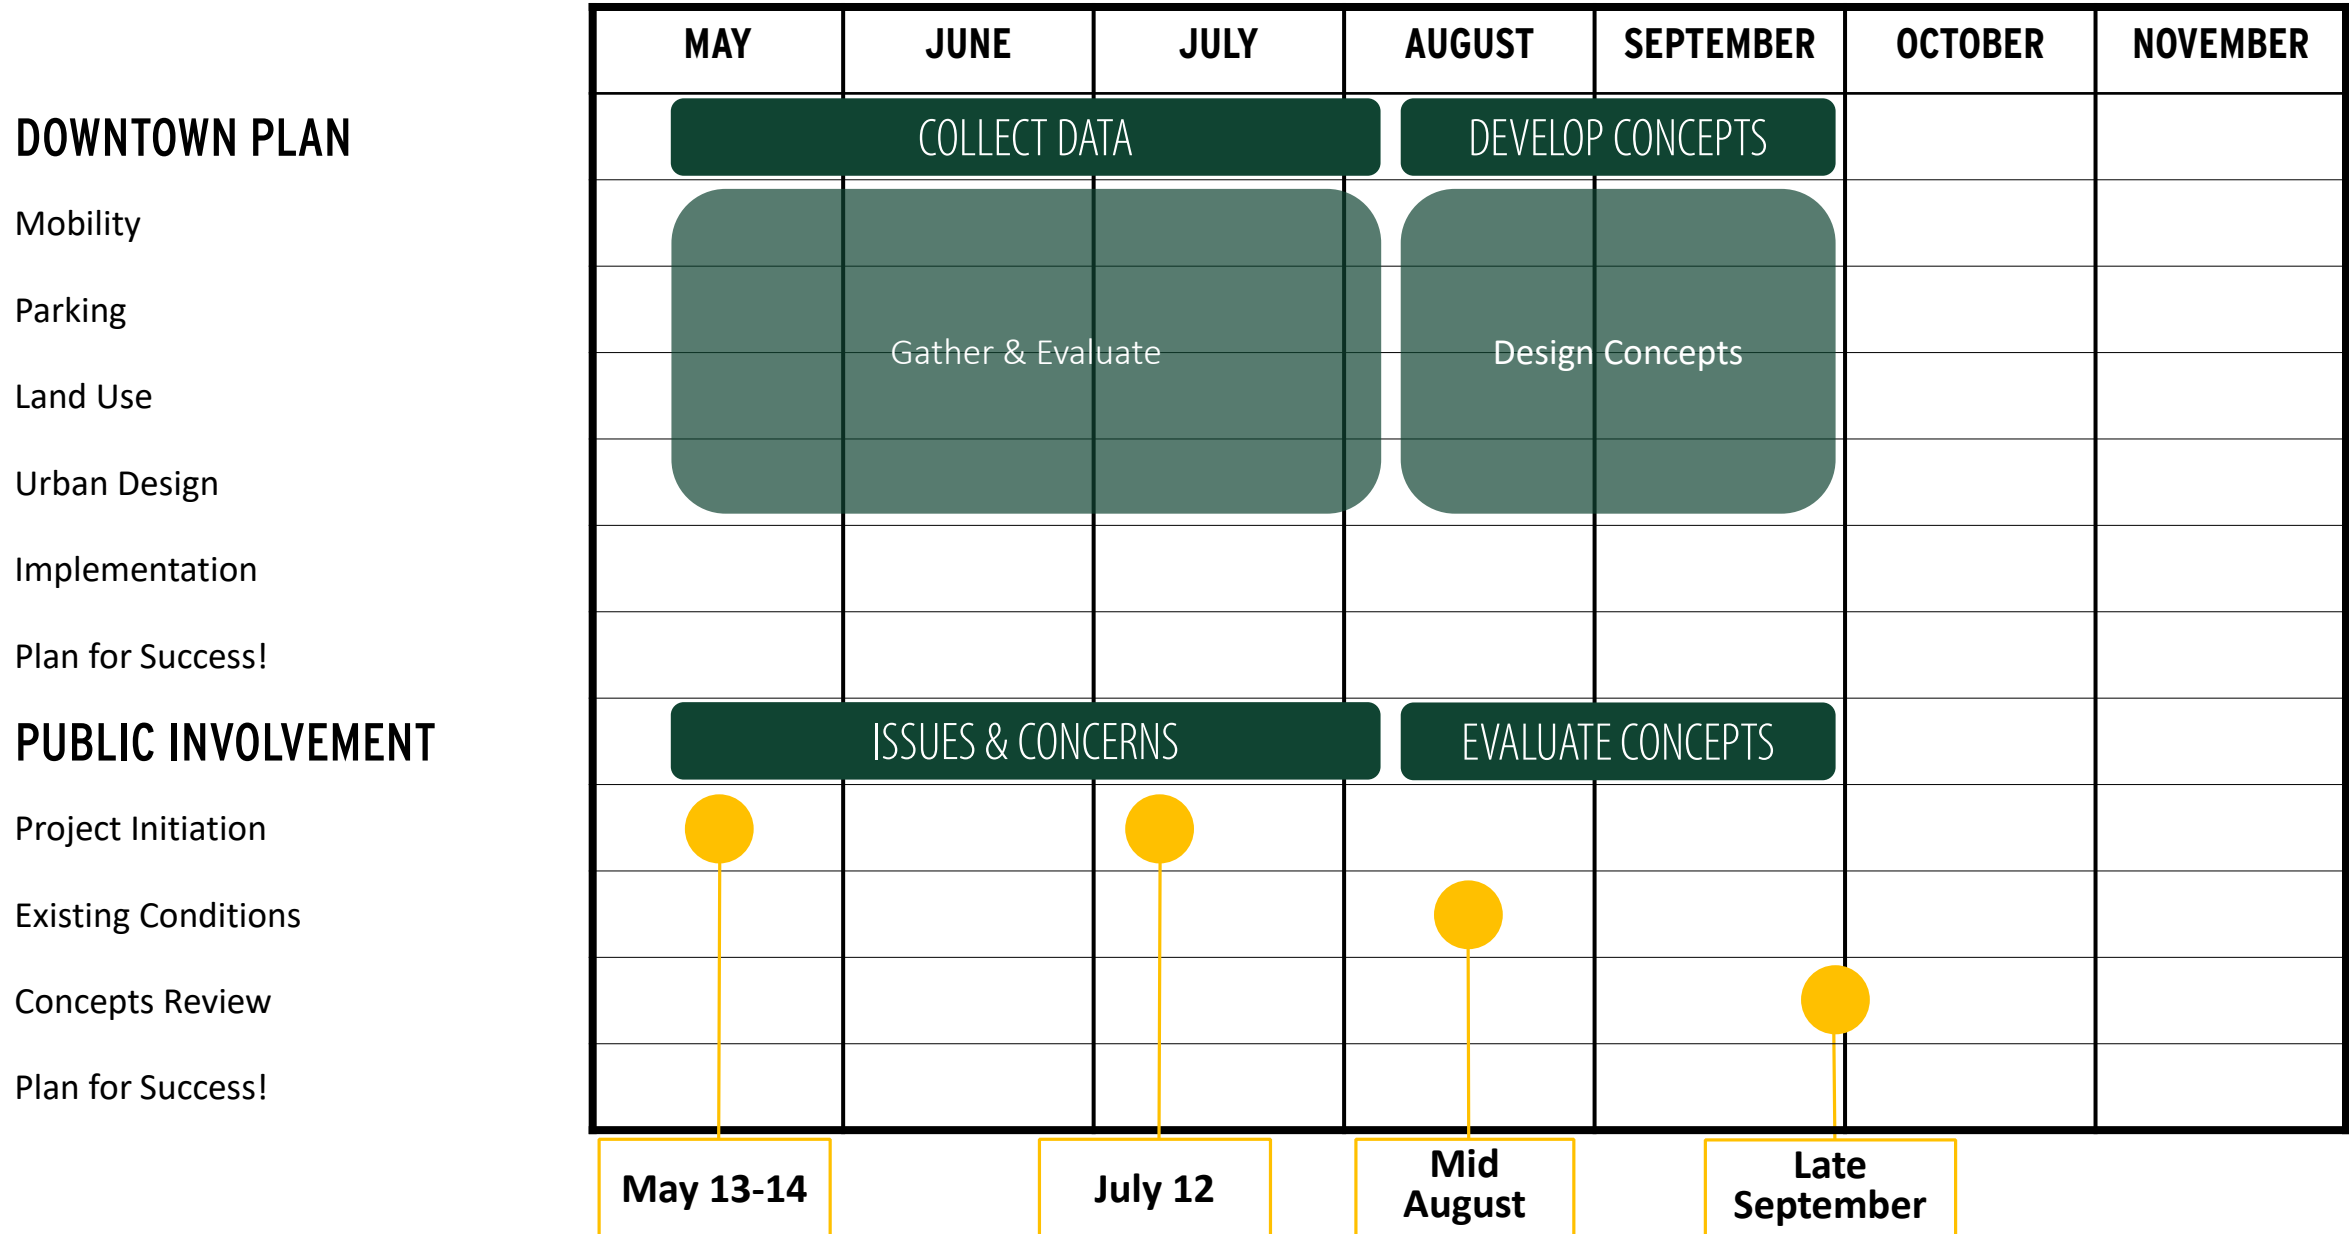 MAY JUNE JULY AUGUST SEPTEMBER OCTOBER NOVEMBER
DOWNTOWN PLAN COLLECT DATA DEVELOP CONCEPTS
Mobility
Parking
Gather & Evaluate Design Concepts
Land Use
Urban Design
Implementation
Plan for Success!
PUBLIC INVOLVEMENT ISSUES & CONCERNS EVALUATE CONCEPTS
Project Initiation
Existing Conditions
Concepts Review
Plan for Success!
May 13-14
July 12
Mid
August
Late
September